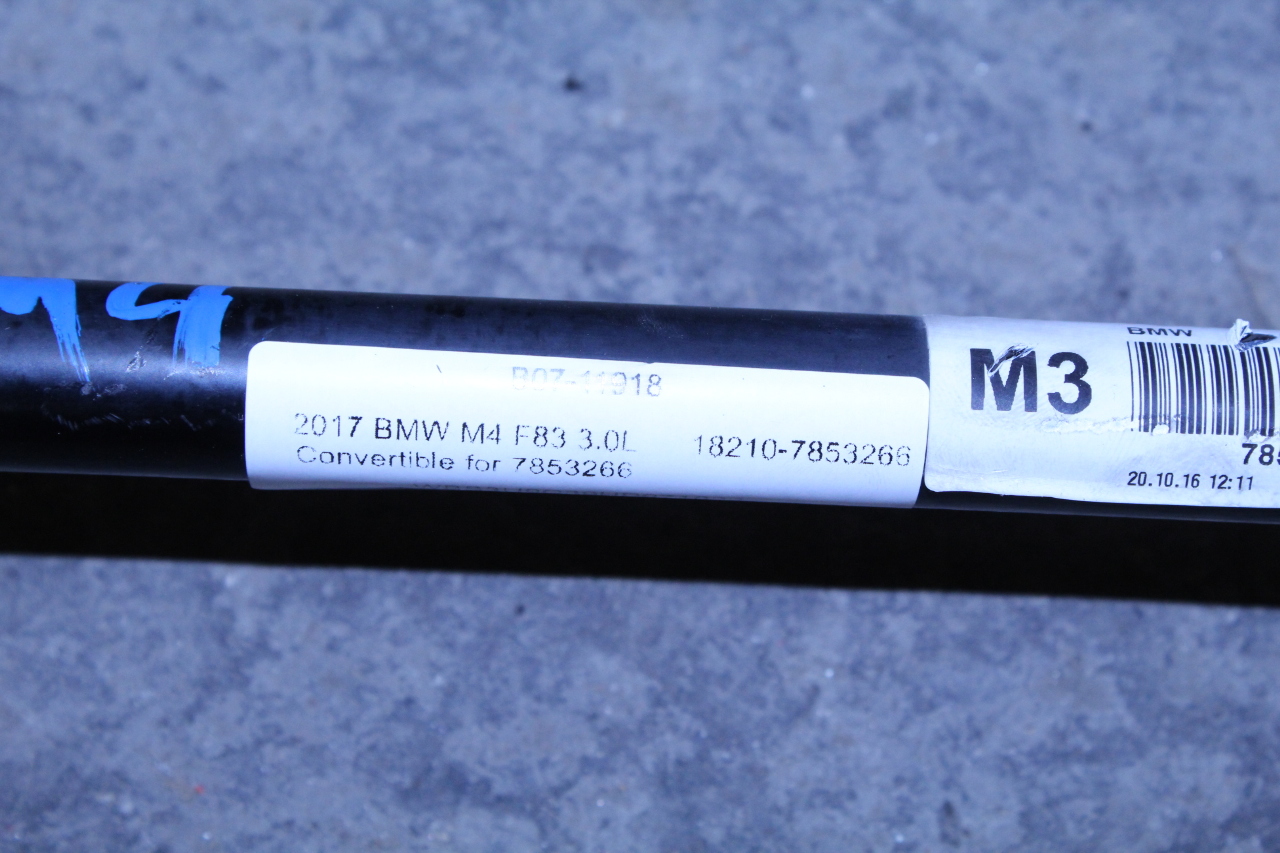 B07-11918
2017 BMW M4 F83 3.0L 18210-7853266
Convertible for 7853266
BMW
M3
785
20.10.16 12:11